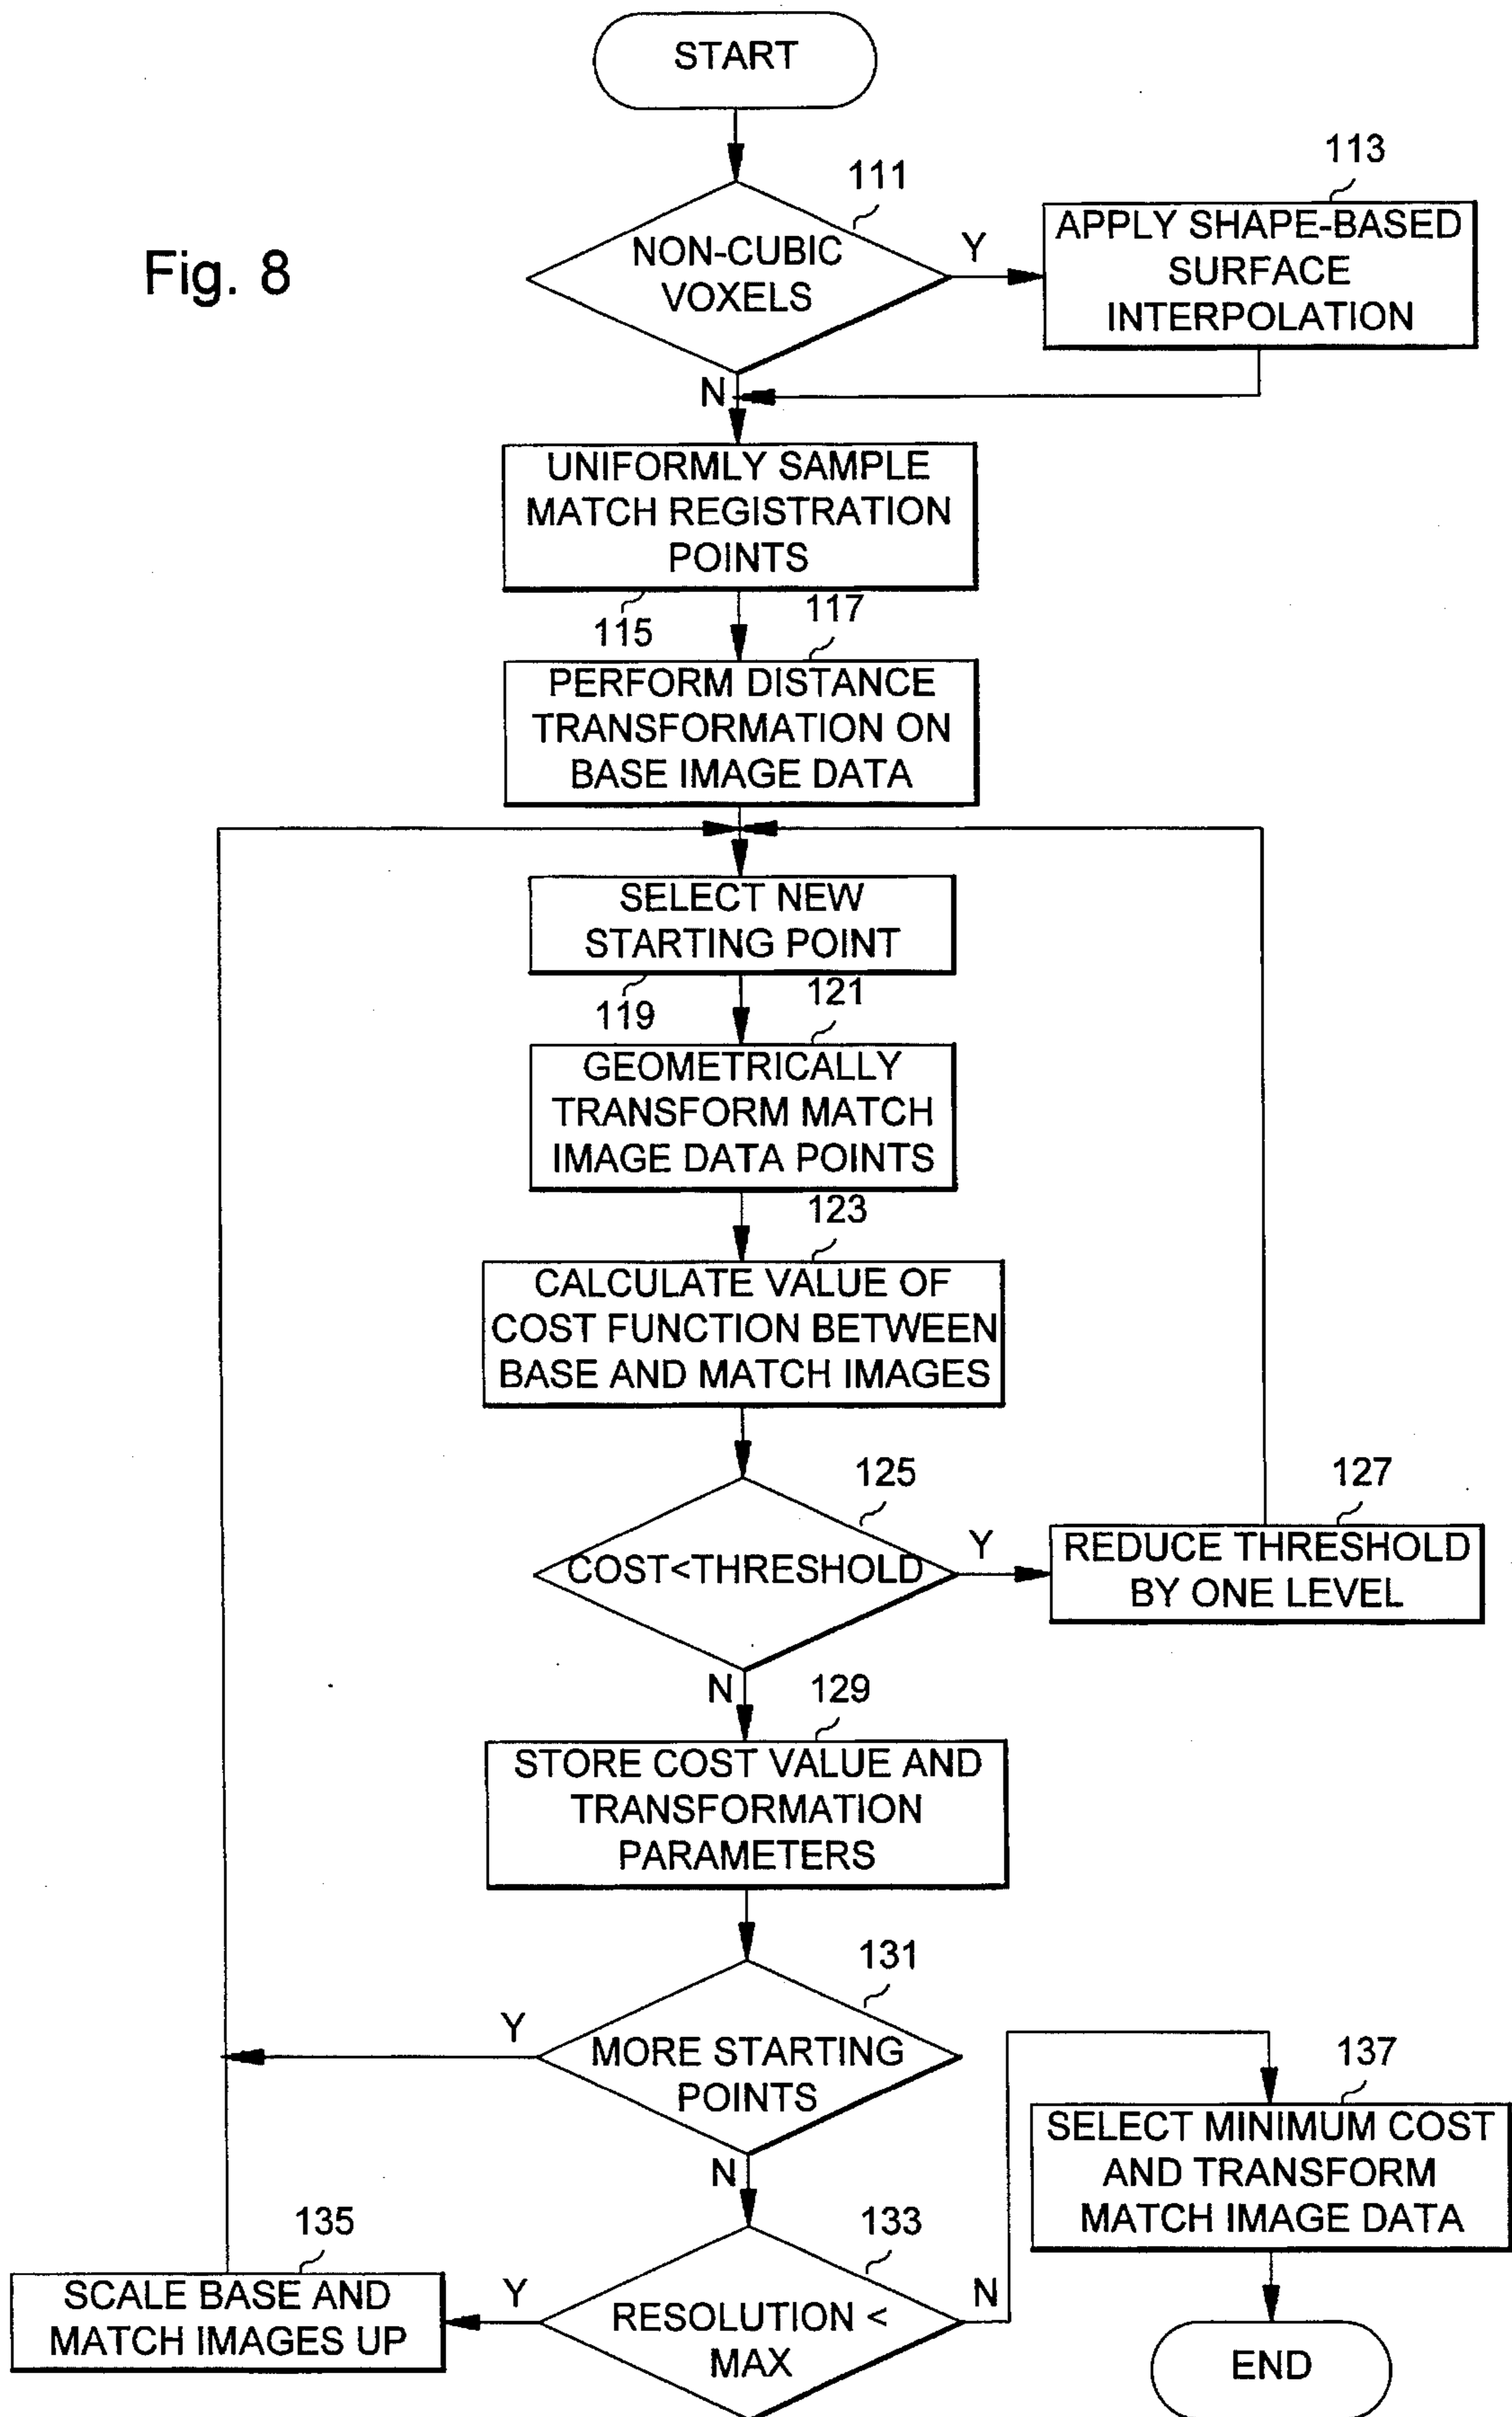 START
111
113
Fig. 8
NON-CUBIC
VOXELS
Y
APPLY SHAPE-BASED
SURFACE
INTERPOLATION
N
UNIFORMLY SAMPLE
MATCH REGISTRATION
POINTS
115
117
PERFORM DISTANCE
TRANSFORMATION ON
BASE IMAGE DATA
SELECT NEW
STARTING POINT
119
121
GEOMETRICALLY
TRANSFORM MATCH
IMAGE DATA POINTS
123
CALCULATE VALUE OF
COST FUNCTION BETWEEN
BASE AND MATCH IMAGES
125
127
COST<THRESHOLD
Y
REDUCE THRESHOLD
BY ONE LEVEL
N
129
STORE COST VALUE AND
TRANSFORMATION
PARAMETERS
131
Y
MORE STARTING
POINTS
137
SELECT MINIMUM COST
AND TRANSFORM
MATCH IMAGE DATA
N
135
133
SCALE BASE AND
MATCH IMAGES UP
Y
RESOLUTION <
MAX
N
END